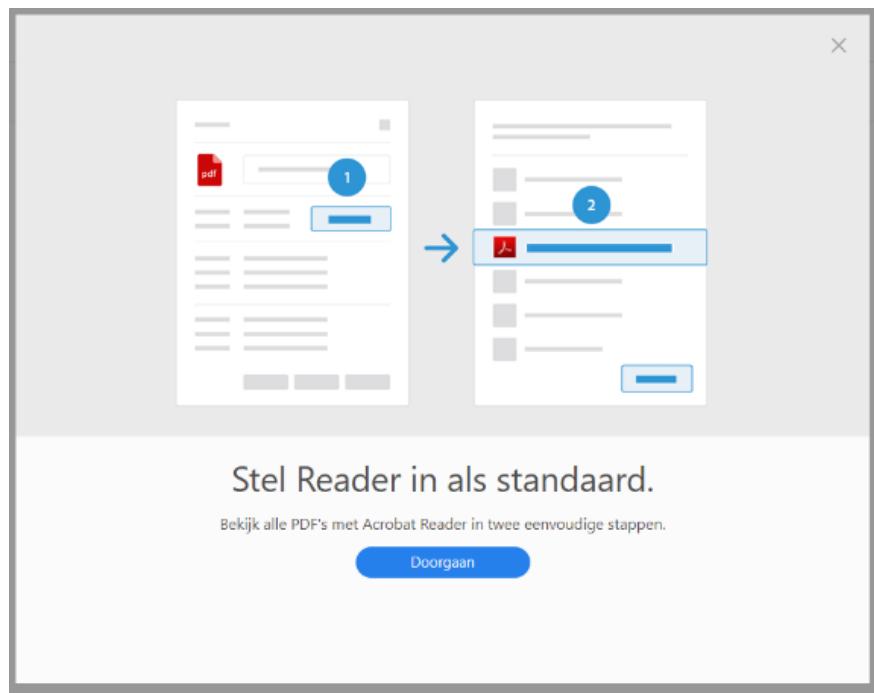 pdf
1
2
Stel Reader in als standaard.
Bekijk alle PDF's met Acrobat Reader in twee eenvoudige stappen.
Doorgaan